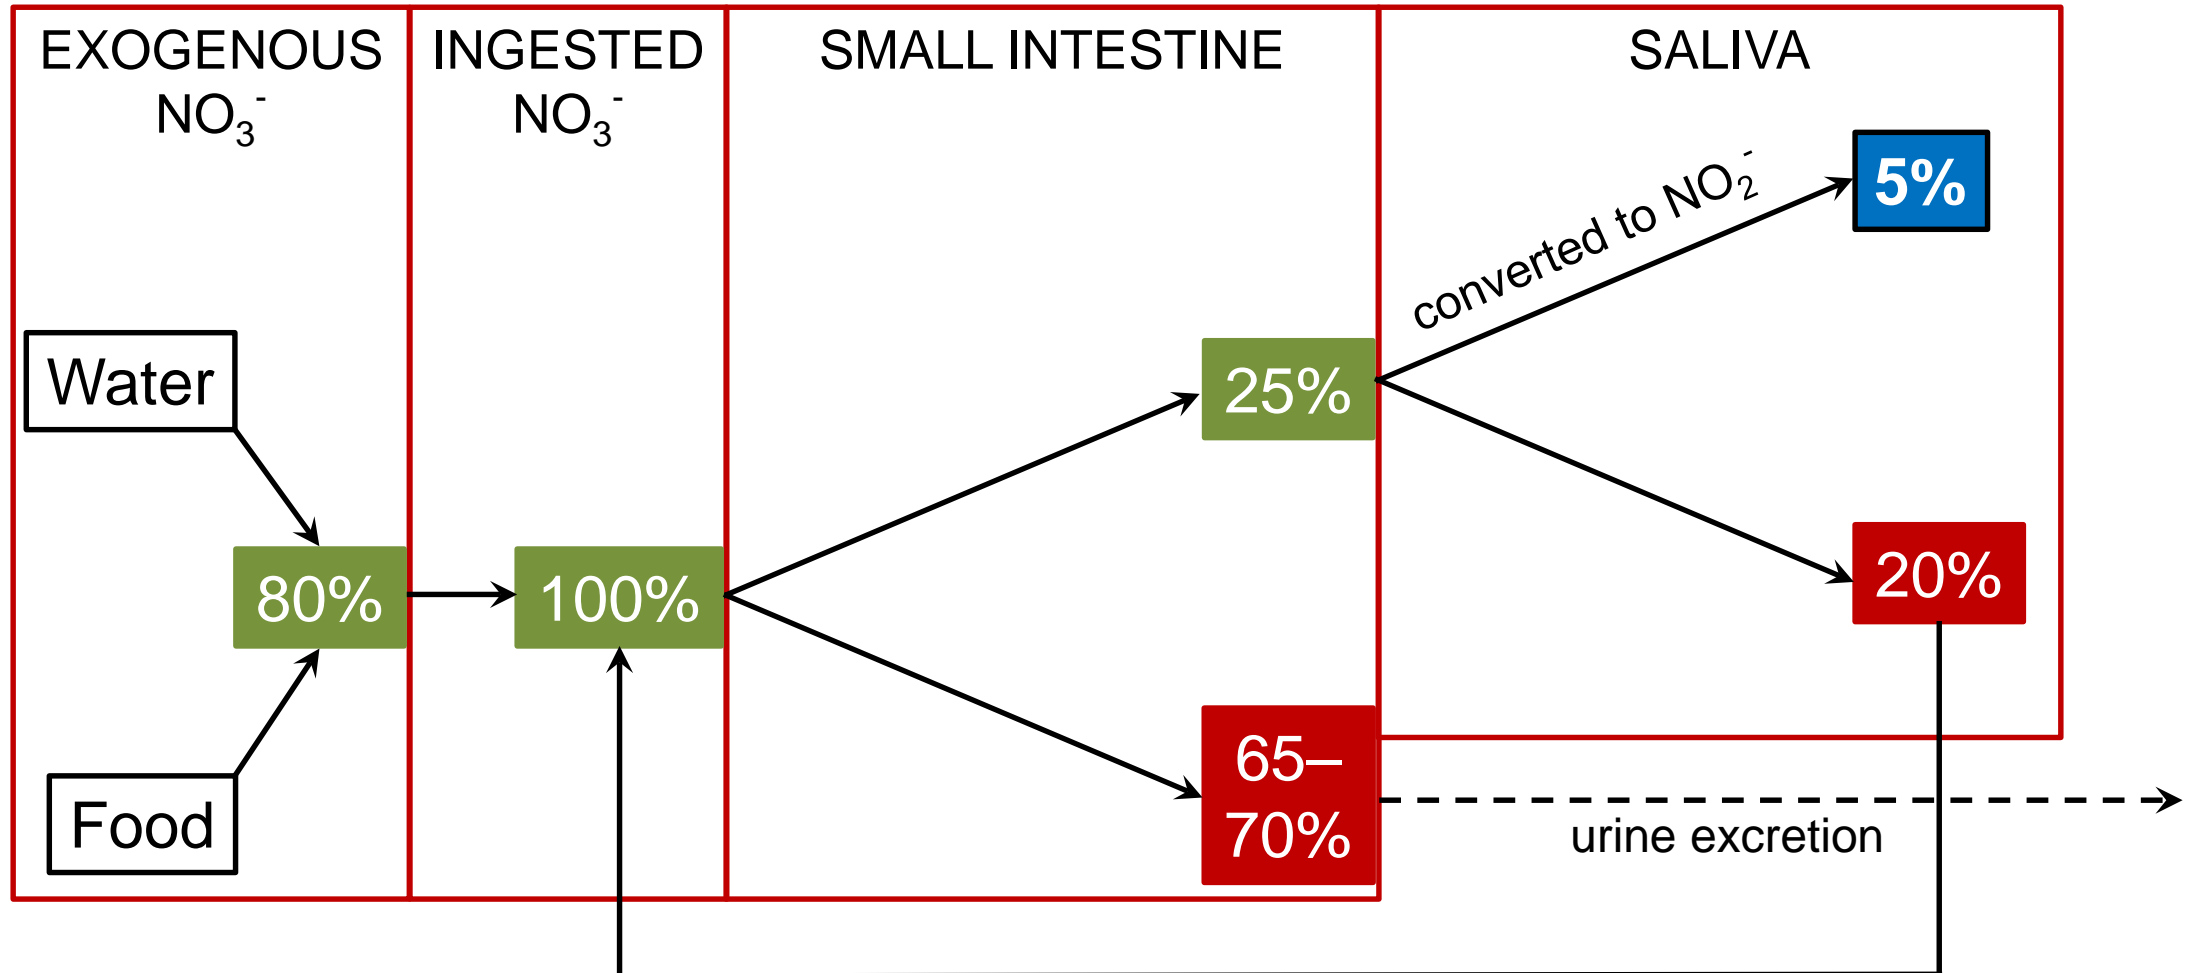 EXOGENOUS
NO₃⁻
INGESTED
NO₃⁻
SMALL INTESTINE
SALIVA
5%
converted to NO₂⁻
Water
25%
80%
100%
20%
65–
70%
Food
urine excretion